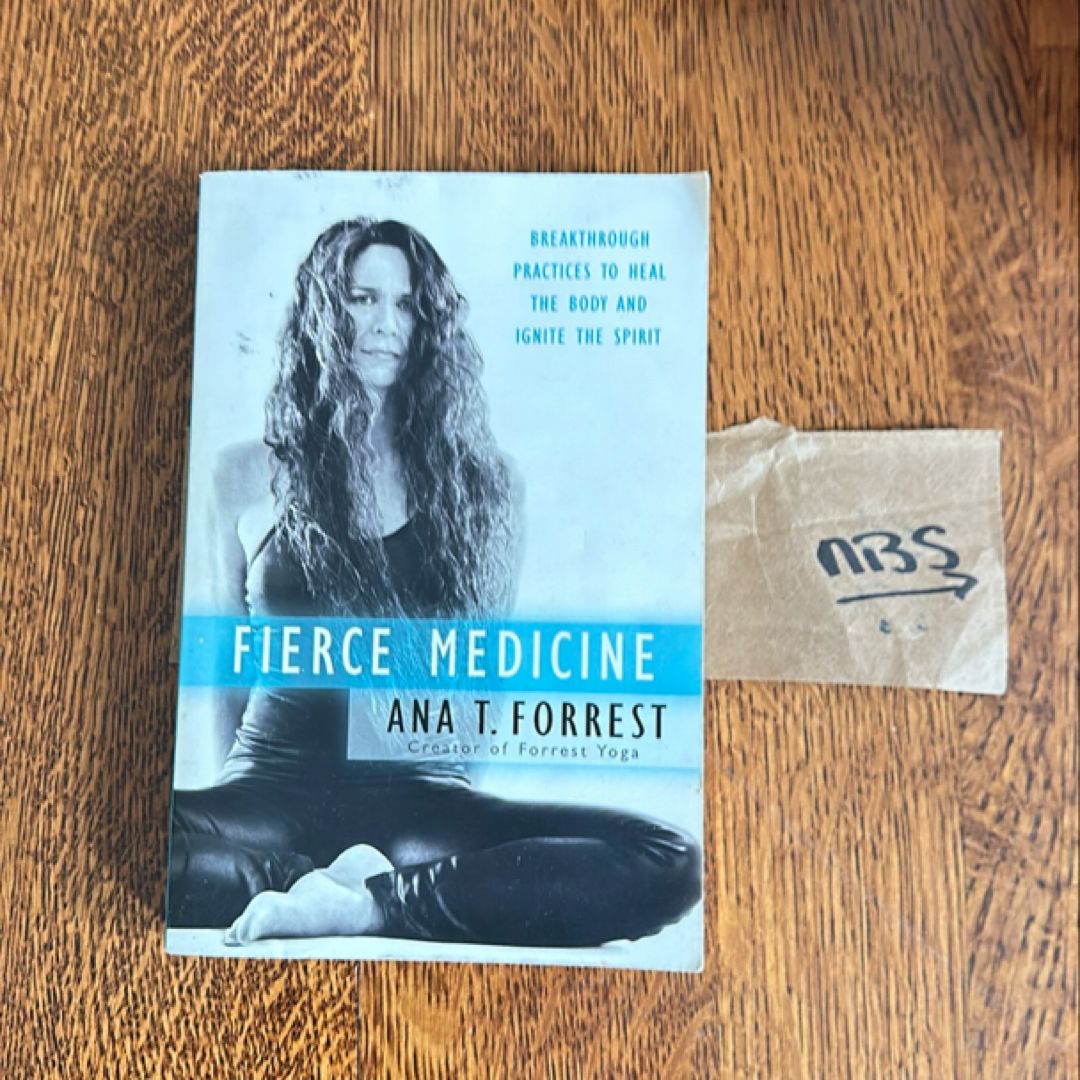 BREAKTHROUGH
PRACTICES TO HEAL
THE BODY AND
IGNITE THE SPIRIT
FIERCE MEDICINE
ANA T. FORREST
Creator of Forrest Yoga
NBS